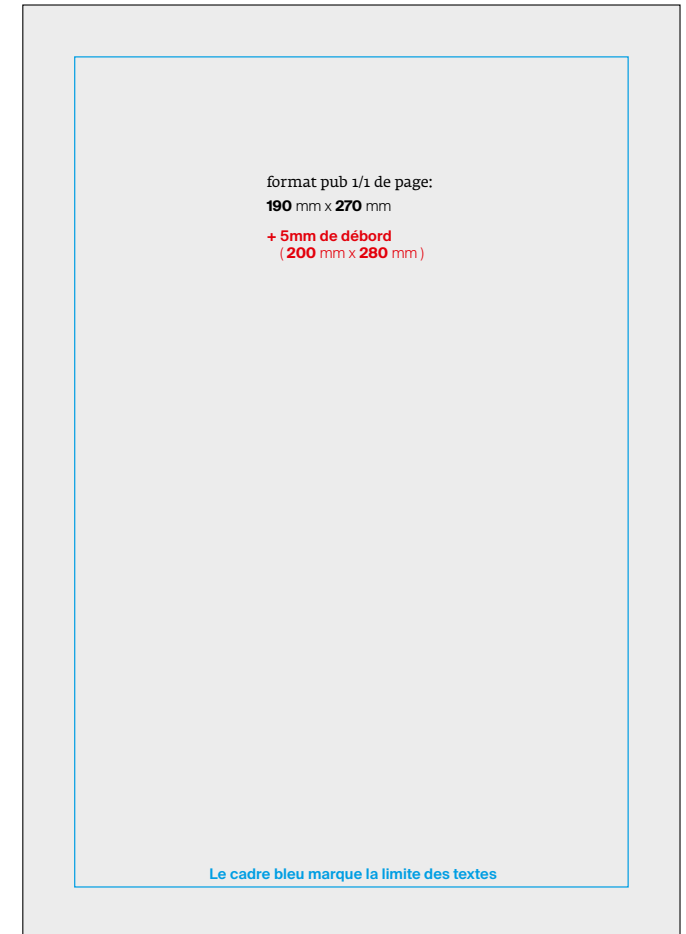 format pub 1/1 de page:
190 mm x 270 mm
+ 5mm de débord
( 200 mm x 280 mm )
Le cadre bleu marque la limite des textes